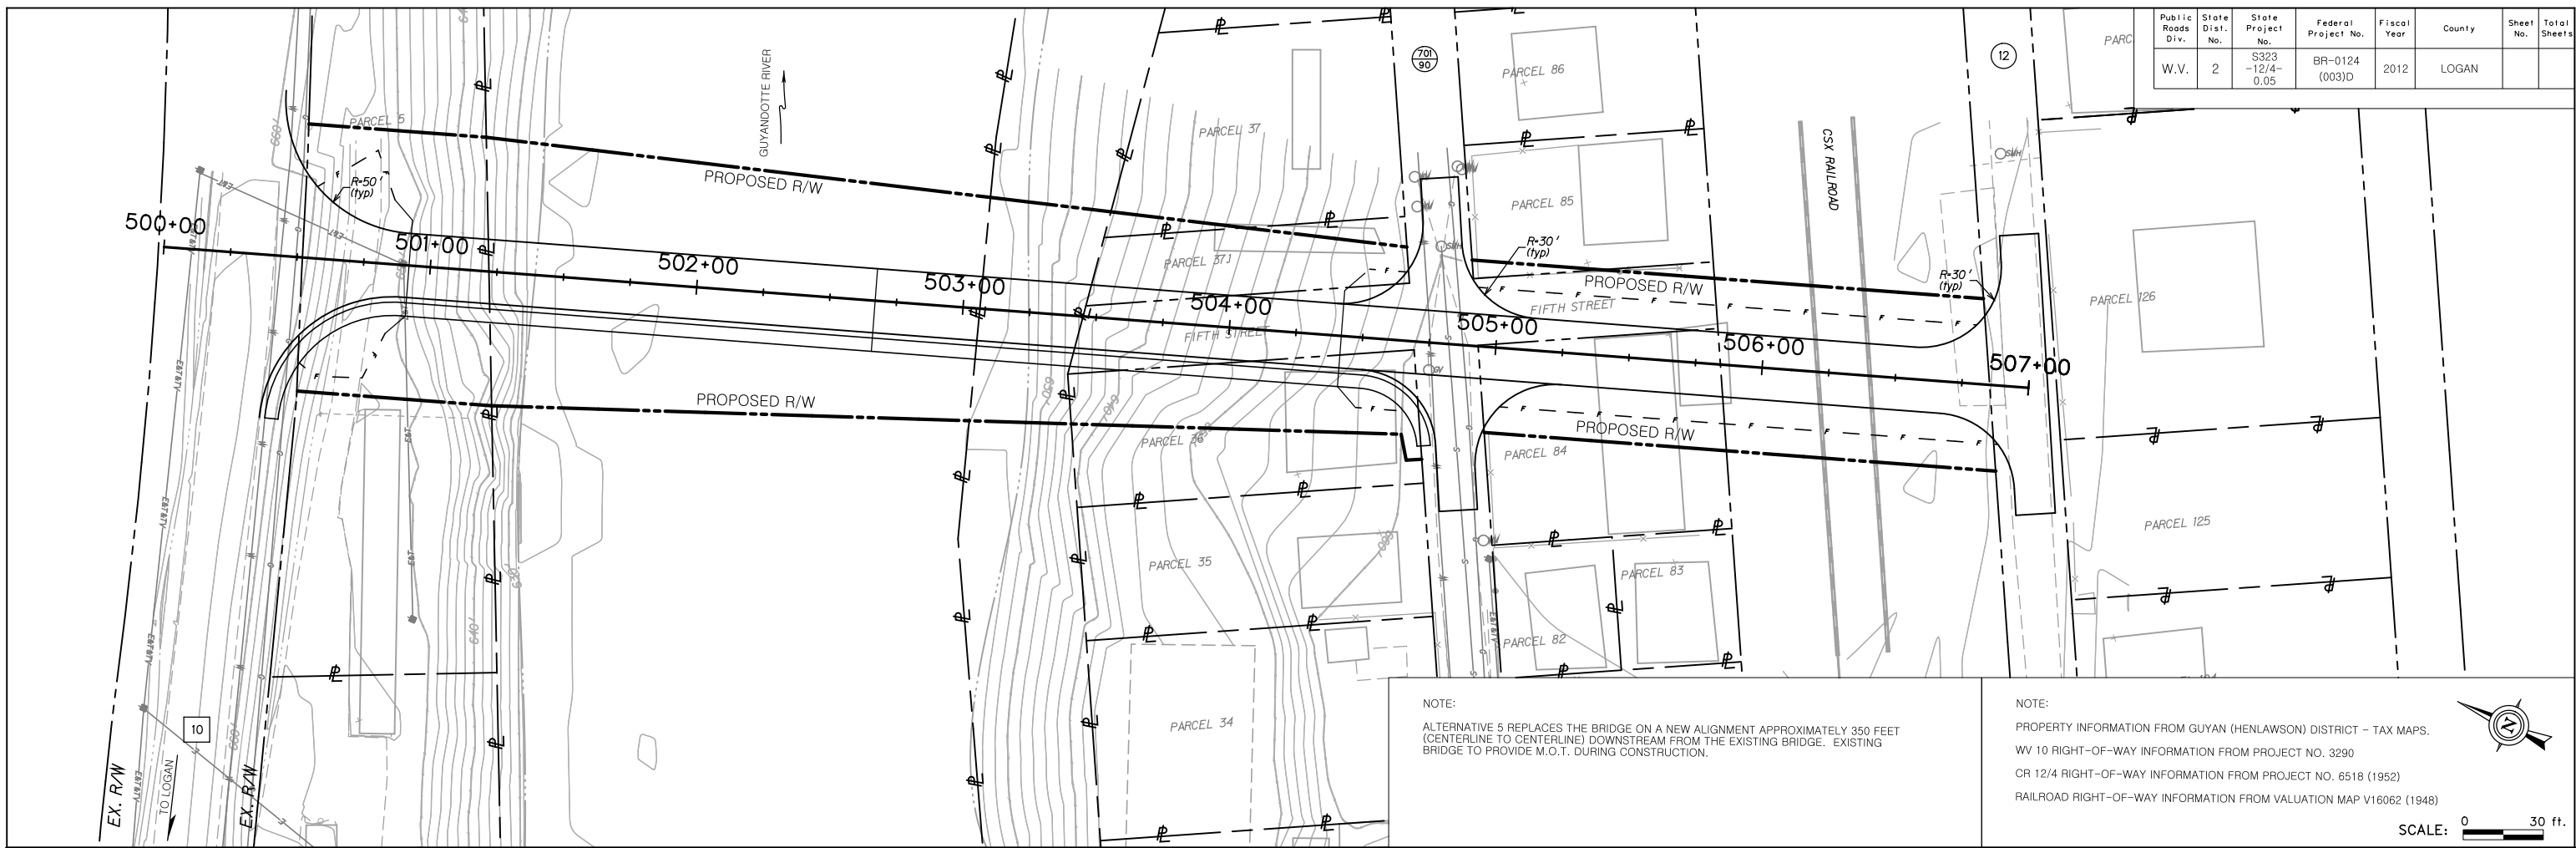 Public Roads Div.
State Dist. No.
State Project No.
Federal Project No.
Fiscal Year
County
Sheet No.
Total Sheets
W.V.
2
S323 -12/4- 0.05
BR-0124 (003)D
2012
LOGAN
701
90
12
PARC
PARCEL 86
PARCEL 5
GUYANDOTTE RIVER
PARCEL 37
CSX RAILROAD
660'
R=50'
(typ)
PROPOSED R/W
PARCEL 85
500+00
501+00
502+00
503+00
504+00
505+00
506+00
507+00
PARCEL 37.1
R=30'
(typ)
PROPOSED R/W
R=30'
(typ)
FIFTH STREET
FIFTH STREET
PARCEL 126
PROPOSED R/W
PROPOSED R/W
PARCEL 36
PARCEL 84
PARCEL 125
PARCEL 35
PARCEL 83
PARCEL 82
PARCEL 34
640'
10
EX. R/W
TO LOGAN
EX. R/W
NOTE:
ALTERNATIVE 5 REPLACES THE BRIDGE ON A NEW ALIGNMENT APPROXIMATELY 350 FEET
(CENTERLINE TO CENTERLINE) DOWNSTREAM FROM THE EXISTING BRIDGE. EXISTING
BRIDGE TO PROVIDE M.O.T. DURING CONSTRUCTION.
NOTE:
PROPERTY INFORMATION FROM GUYAN (HENLAWSON) DISTRICT - TAX MAPS.
WV 10 RIGHT-OF-WAY INFORMATION FROM PROJECT NO. 3290
CR 12/4 RIGHT-OF-WAY INFORMATION FROM PROJECT NO. 6518 (1952)
RAILROAD RIGHT-OF-WAY INFORMATION FROM VALUATION MAP V16062 (1948)
N
SCALE: 0 30 ft.